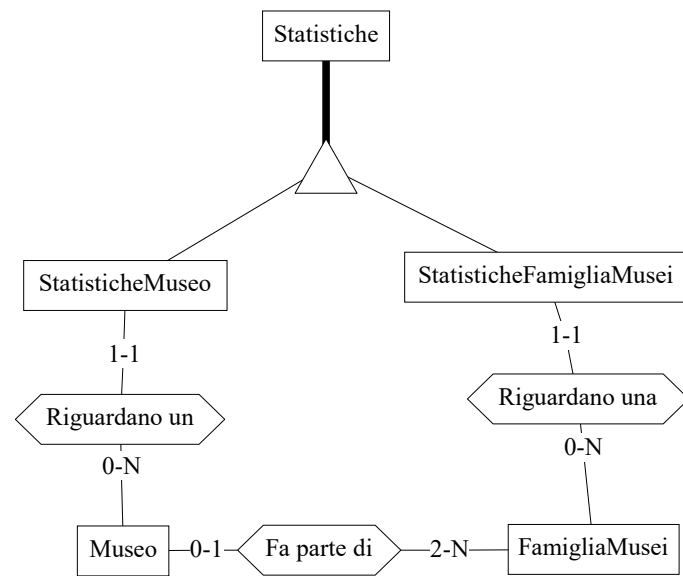 Statistiche
StatisticheMuseo
StatisticheFamigliaMusei
1-1
1-1
Riguardano un
Riguardano una
0-N
0-N
Museo
0-1
Fa parte di
2-N
FamigliaMusei